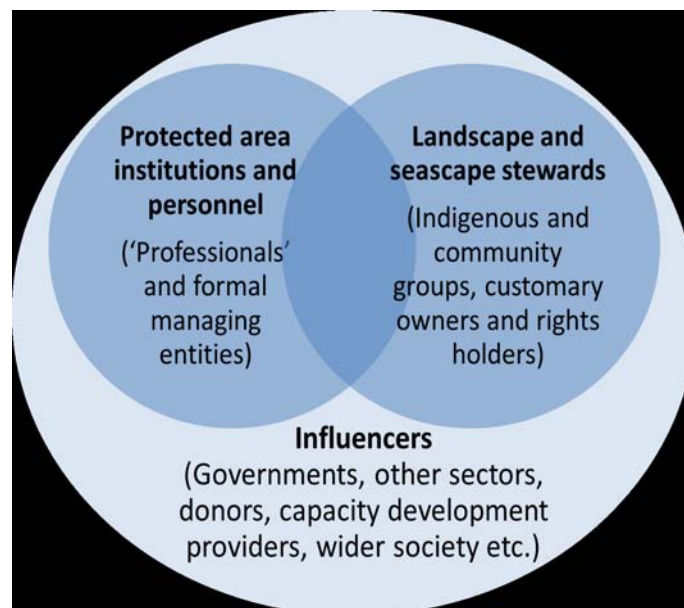 Protected area
institutions and
personnel
(‘Professionals’
and formal
managing
entities)
Landscape and
seascape stewards
(Indigenous and
community
groups, customary
owners and rights
holders)
Influencers
(Governments, other sectors,
donors, capacity development
providers, wider society etc.)